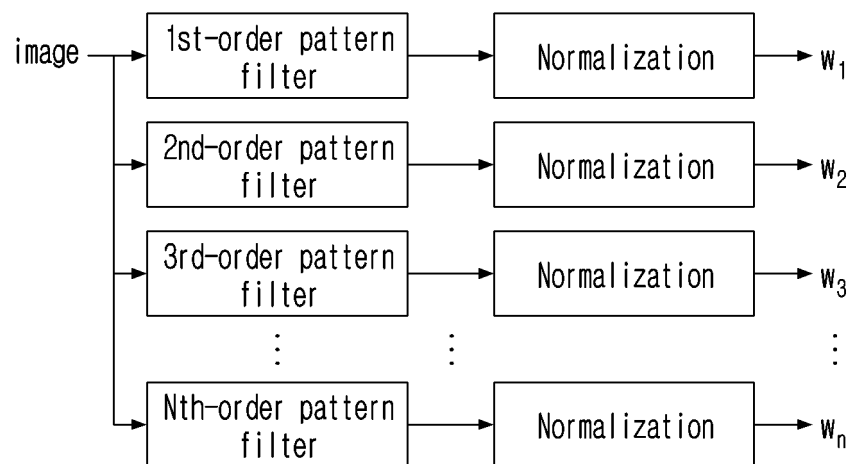 image
1st-order pattern
filter
Normalization
w1
2nd-order pattern
filter
Normalization
w2
3rd-order pattern
filter
Normalization
w3
Nth-order pattern
filter
Normalization
wn